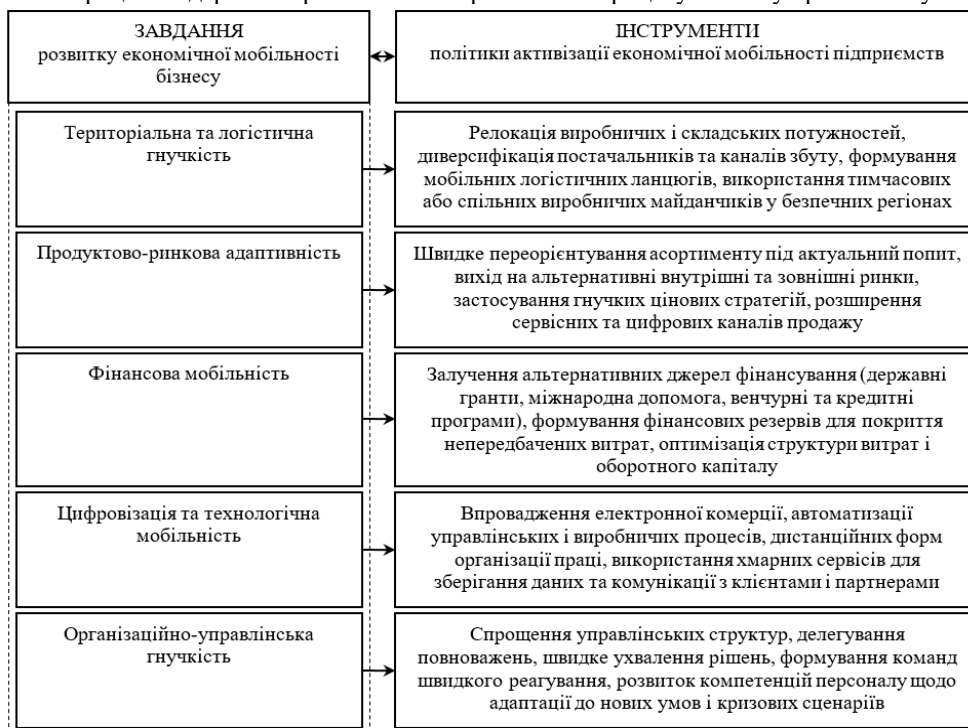 ЗАВДАННЯ
розвитку економічної мобільності
бізнесу
ІНСТРУМЕНТИ
політики активізації економічної мобільності підприємств
Територіальна та логістична
гнучкість
Релокація виробничих і складських потужностей,
диверсифікація постачальників та каналів збуту, формування
мобільних логістичних ланцюгів, використання тимчасових
або спільних виробничих майданчиків у безпечних регіонах
Продуктово-ринкова адаптивність
Швидке переорієнтування асортименту під актуальний попит,
вихід на альтернативні внутрішні та зовнішні ринки,
застосування гнучких цінових стратегій, розширення
сервісних та цифрових каналів продажу
Фінансова мобільність
Залучення альтернативних джерел фінансування (державні
гранти, міжнародна допомога, венчурні та кредитні
програми), формування фінансових резервів для покриття
непередбачених витрат, оптимізація структури витрат і
оборотного капіталу
Цифровізація та технологічна
мобільність
Впровадження електронної комерції, автоматизації
управлінських і виробничих процесів, дистанційних форм
організації праці, використання хмарних сервісів для
зберігання даних та комунікації з клієнтами і партнерами
Організаційно-управлінська
гнучкість
Спрощення управлінських структур, делегування
повноважень, швидке ухвалення рішень, формування команд
швидкого реагування, розвиток компетенцій персоналу щодо
адаптації до нових умов і кризових сценаріїв